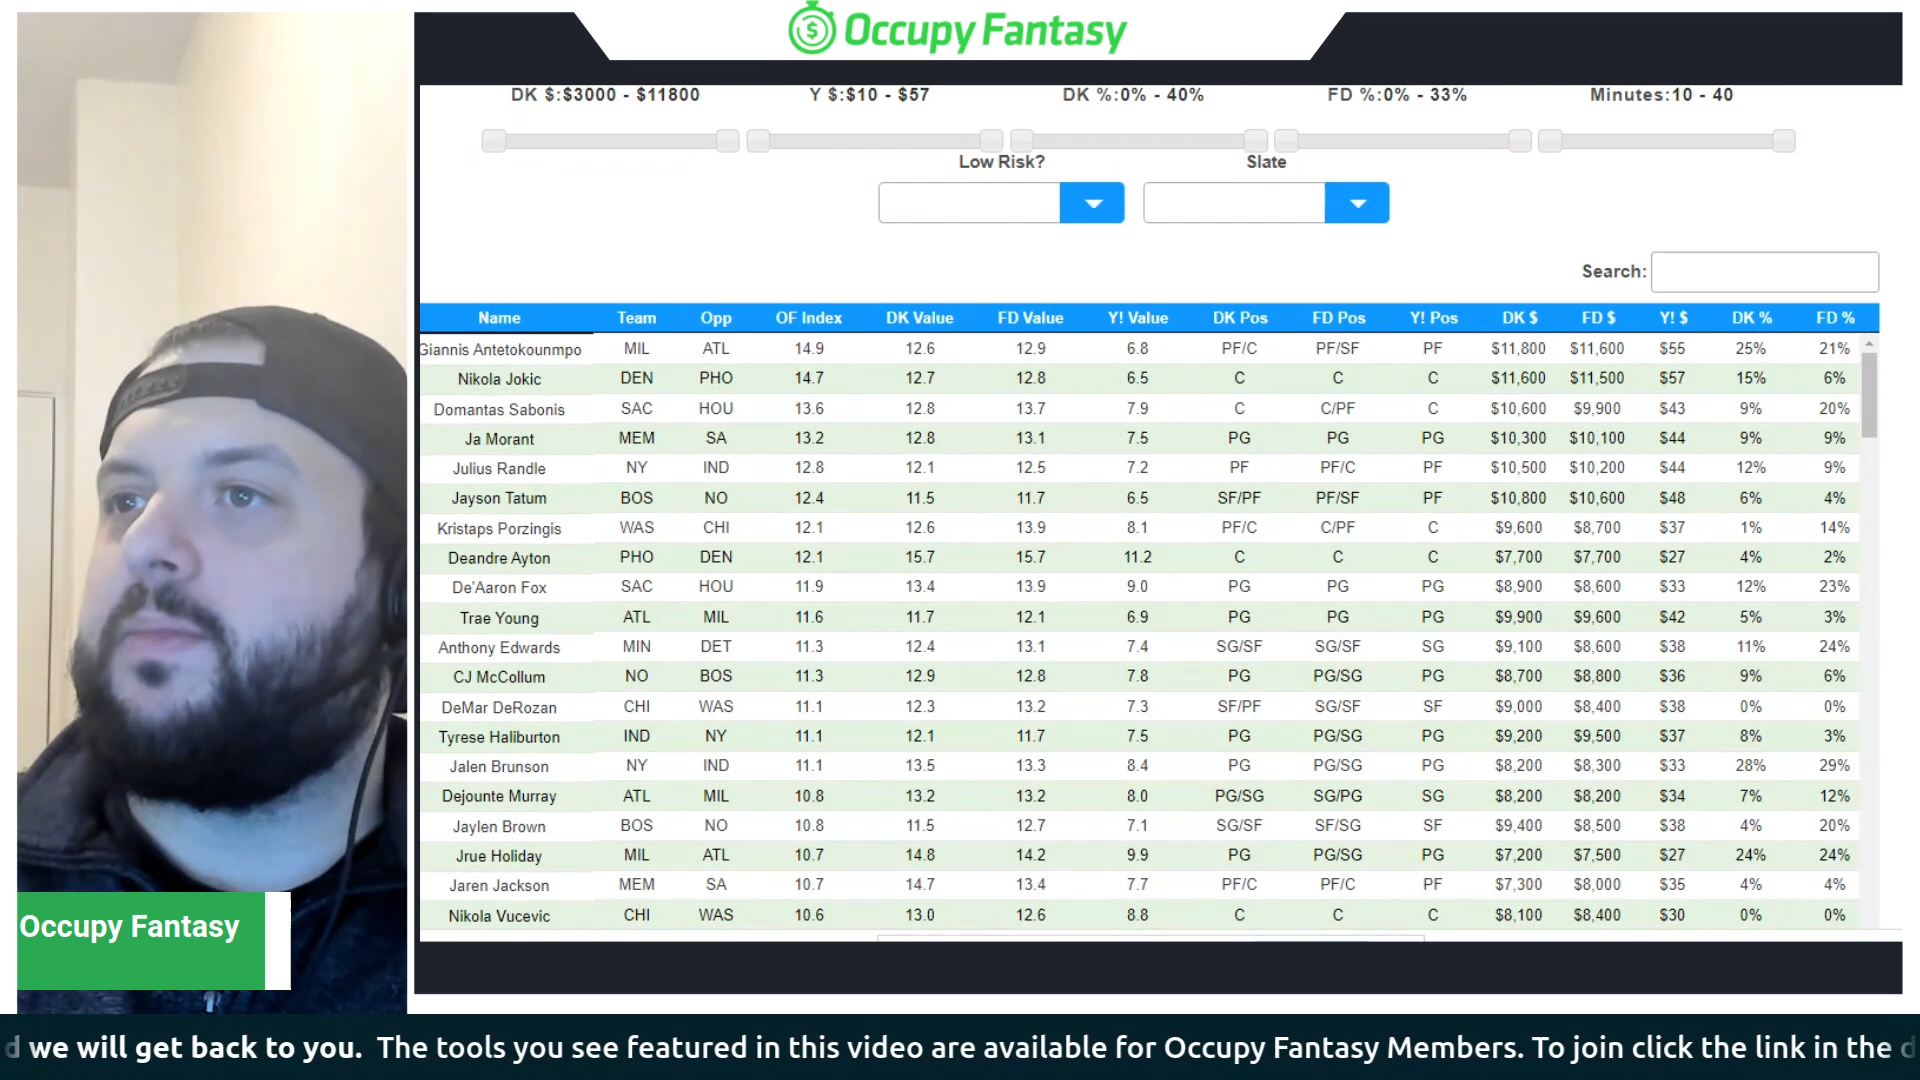 Occupy Fantasy
DK $:$3000 - $11800 Y $:$10 - $57 DK %:0% - 40% FD %:0% - 33% Minutes:10 - 40
Low Risk? Slate
Search:
Name Team Opp OF Index DK Value FD Value Y! Value DK Pos FD Pos Y! Pos DK $ FD $ Y! $ DK % FD %
Giannis Antetokounmpo MIL ATL 14.9 12.6 12.9 6.8 PF/C PF/SF PF $11,800 $11,600 $55 25% 21%
Nikola Jokic DEN PHO 14.7 12.7 12.8 6.5 C C C $11,600 $11,500 $57 15% 6%
Domantas Sabonis SAC HOU 13.6 12.8 13.7 7.9 C C/PF C $10,600 $9,900 $43 9% 20%
Ja Morant MEM SA 13.2 12.8 13.1 7.5 PG PG PG $10,300 $10,100 $44 9% 9%
Julius Randle NY IND 12.8 12.1 12.5 7.2 PF PF/C PF $10,500 $10,200 $44 12% 9%
Jayson Tatum BOS NO 12.4 11.5 11.7 6.5 SF/PF PF/SF PF $10,800 $10,600 $48 6% 4%
Kristaps Porzingis WAS CHI 12.1 12.6 13.9 8.1 PF/C C/PF C $9,600 $8,700 $37 1% 14%
Deandre Ayton PHO DEN 12.1 15.7 15.7 11.2 C C C $7,700 $7,700 $27 4% 2%
De'Aaron Fox SAC HOU 11.9 13.4 13.9 9.0 PG PG PG $8,900 $8,600 $33 12% 23%
Trae Young ATL MIL 11.6 11.7 12.1 6.9 PG PG PG $9,900 $9,600 $42 5% 3%
Anthony Edwards MIN DET 11.3 12.4 13.1 7.4 SG/SF SG/SF SG $9,100 $8,600 $38 11% 24%
CJ McCollum NO BOS 11.3 12.9 12.8 7.8 PG PG/SG PG $8,700 $8,800 $36 9% 6%
DeMar DeRozan CHI WAS 11.1 12.3 13.2 7.3 SF/PF SG/SF SF $9,000 $8,400 $38 0% 0%
Tyrese Haliburton IND NY 11.1 12.1 11.7 7.5 PG PG/SG PG $9,200 $9,500 $37 8% 3%
Jalen Brunson NY IND 11.1 13.5 13.3 8.4 PG PG/SG PG $8,200 $8,300 $33 28% 29%
Dejounte Murray ATL MIL 10.8 13.2 13.2 8.0 PG/SG SG/PG SG $8,200 $8,200 $34 7% 12%
Jaylen Brown BOS NO 10.8 11.5 12.7 7.1 SG/SF SF/SG SF $9,400 $8,500 $38 4% 20%
Jrue Holiday MIL ATL 10.7 14.8 14.2 9.9 PG PG/SG PG $7,200 $7,500 $27 24% 24%
Jaren Jackson MEM SA 10.7 14.7 13.4 7.7 PF/C PF/C PF $7,300 $8,000 $35 4% 4%
Nikola Vucevic CHI WAS 10.6 13.0 12.6 8.8 C C C $8,100 $8,400 $30 0% 0%
Occupy Fantasy
d we will get back to you. The tools you see featured in this video are available for Occupy Fantasy Members. To join click the link in the d